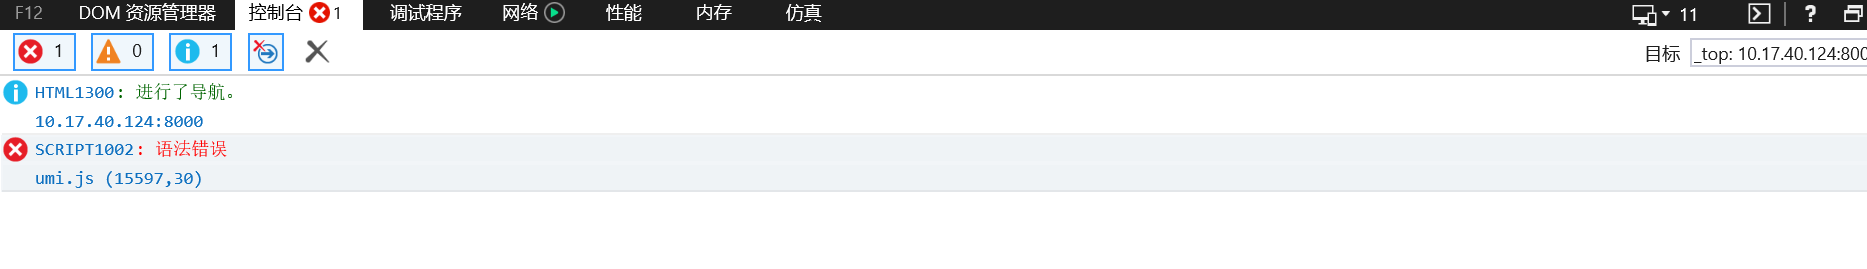 F12 DOM 资源管理器 控制台 1 调试程序 网络 性能 内存 仿真 11 ?
1 0 1 目标 _top: 10.17.40.124:800
HTML1300: 进行了导航。
10.17.40.124:8000
SCRIPT1002: 语法错误
umi.js (15597,30)